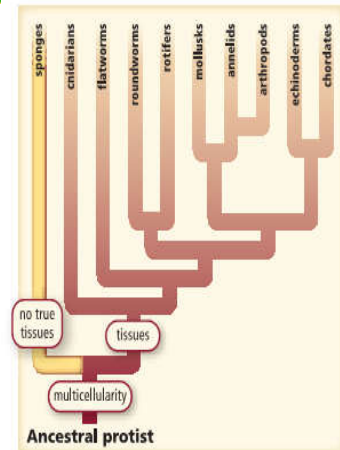 sponges
cnidarians
flatworms
roundworms
rotifers
mollusks
annelids
arthropods
echinoderms
chordates
no true
tissues
tissues
multicellularity
Ancestral protist